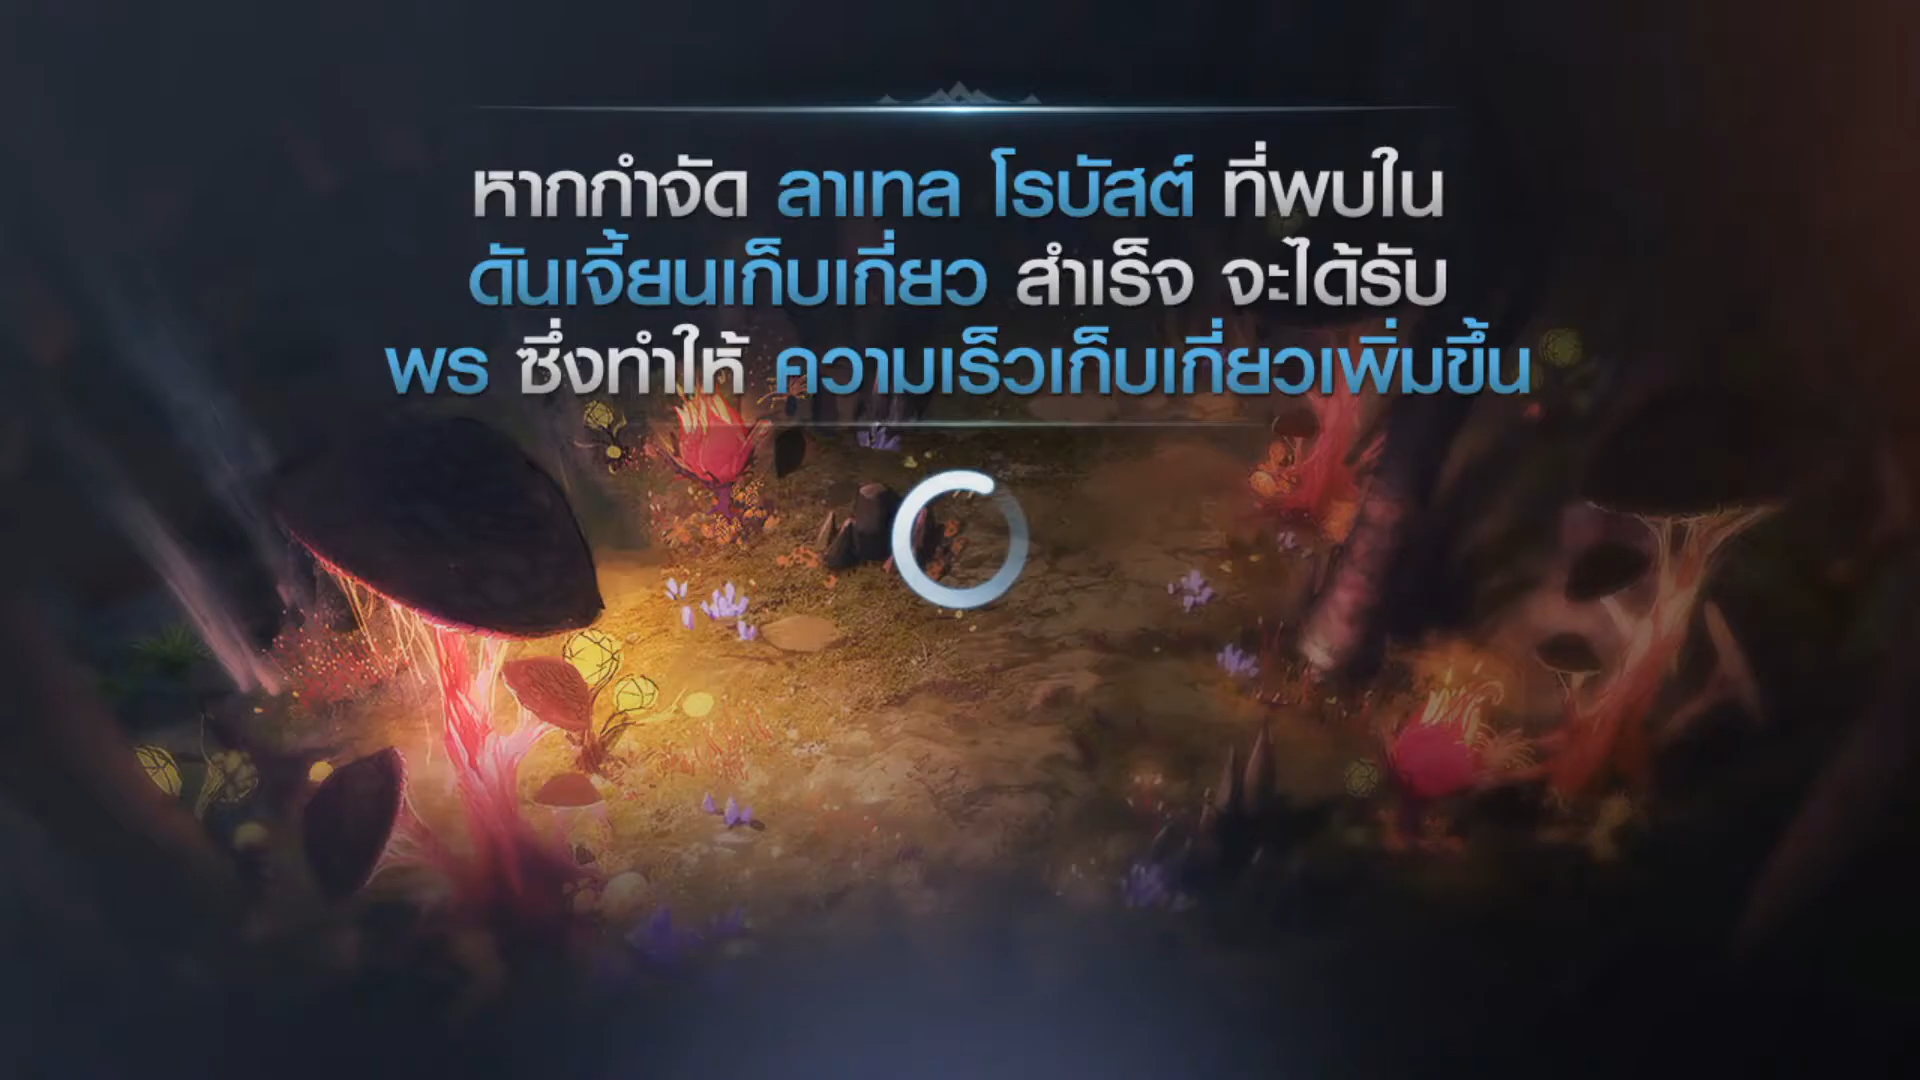 หากกำจัด ลาเทล โรบัสต์ ที่พบใน
ดันเจี้ยนเก็บเกี่ยว สำเร็จ จะได้รับ
พร ซึ่งทำให้ ความเร็วเก็บเกี่ยวเพิ่มขึ้น